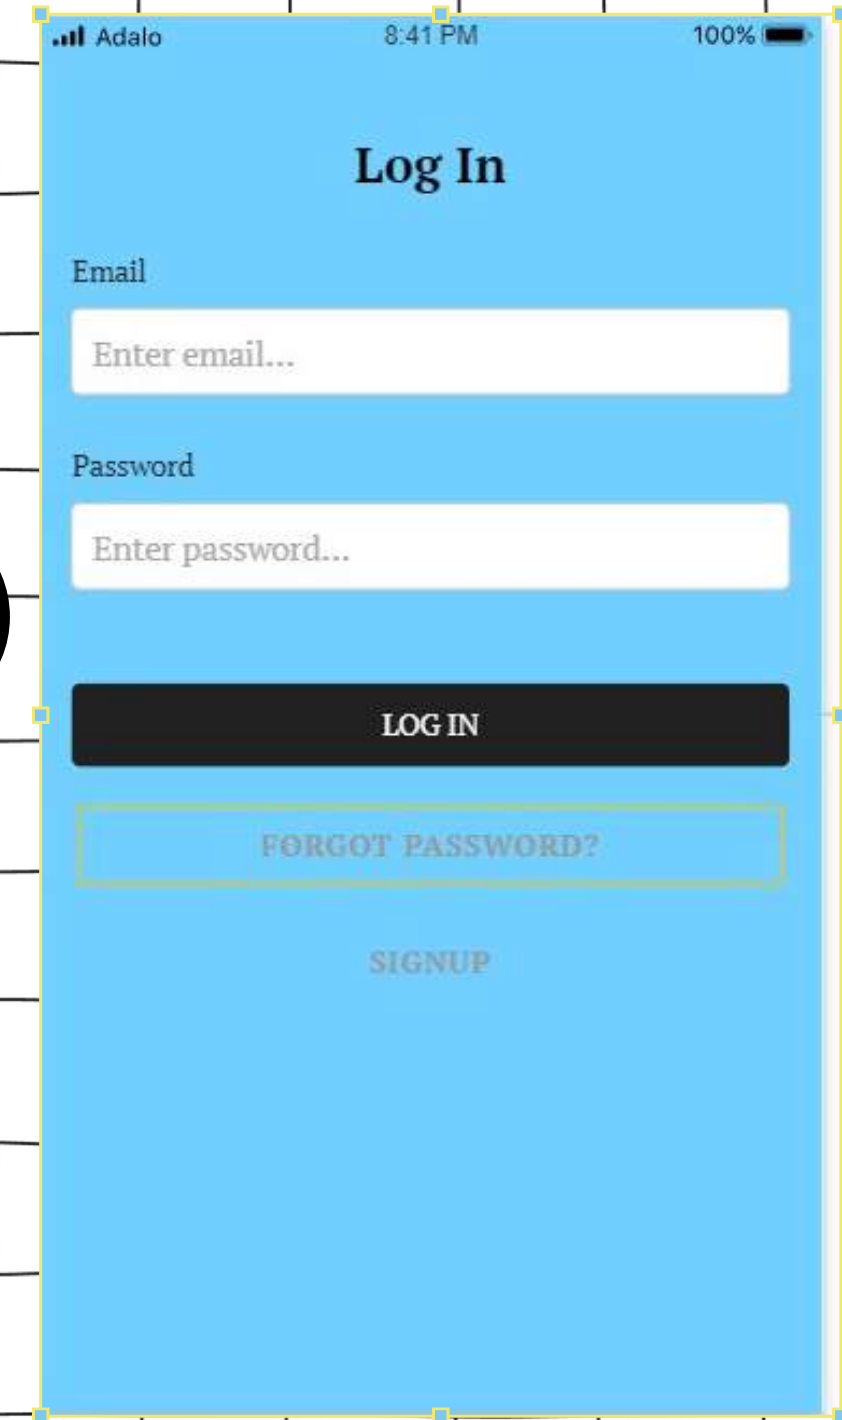 Adalo 8:41 PM 100%
Log In
Email
Enter email...
Password
Enter password...
LOG IN
FORGOT PASSWORD?
SIGNUP